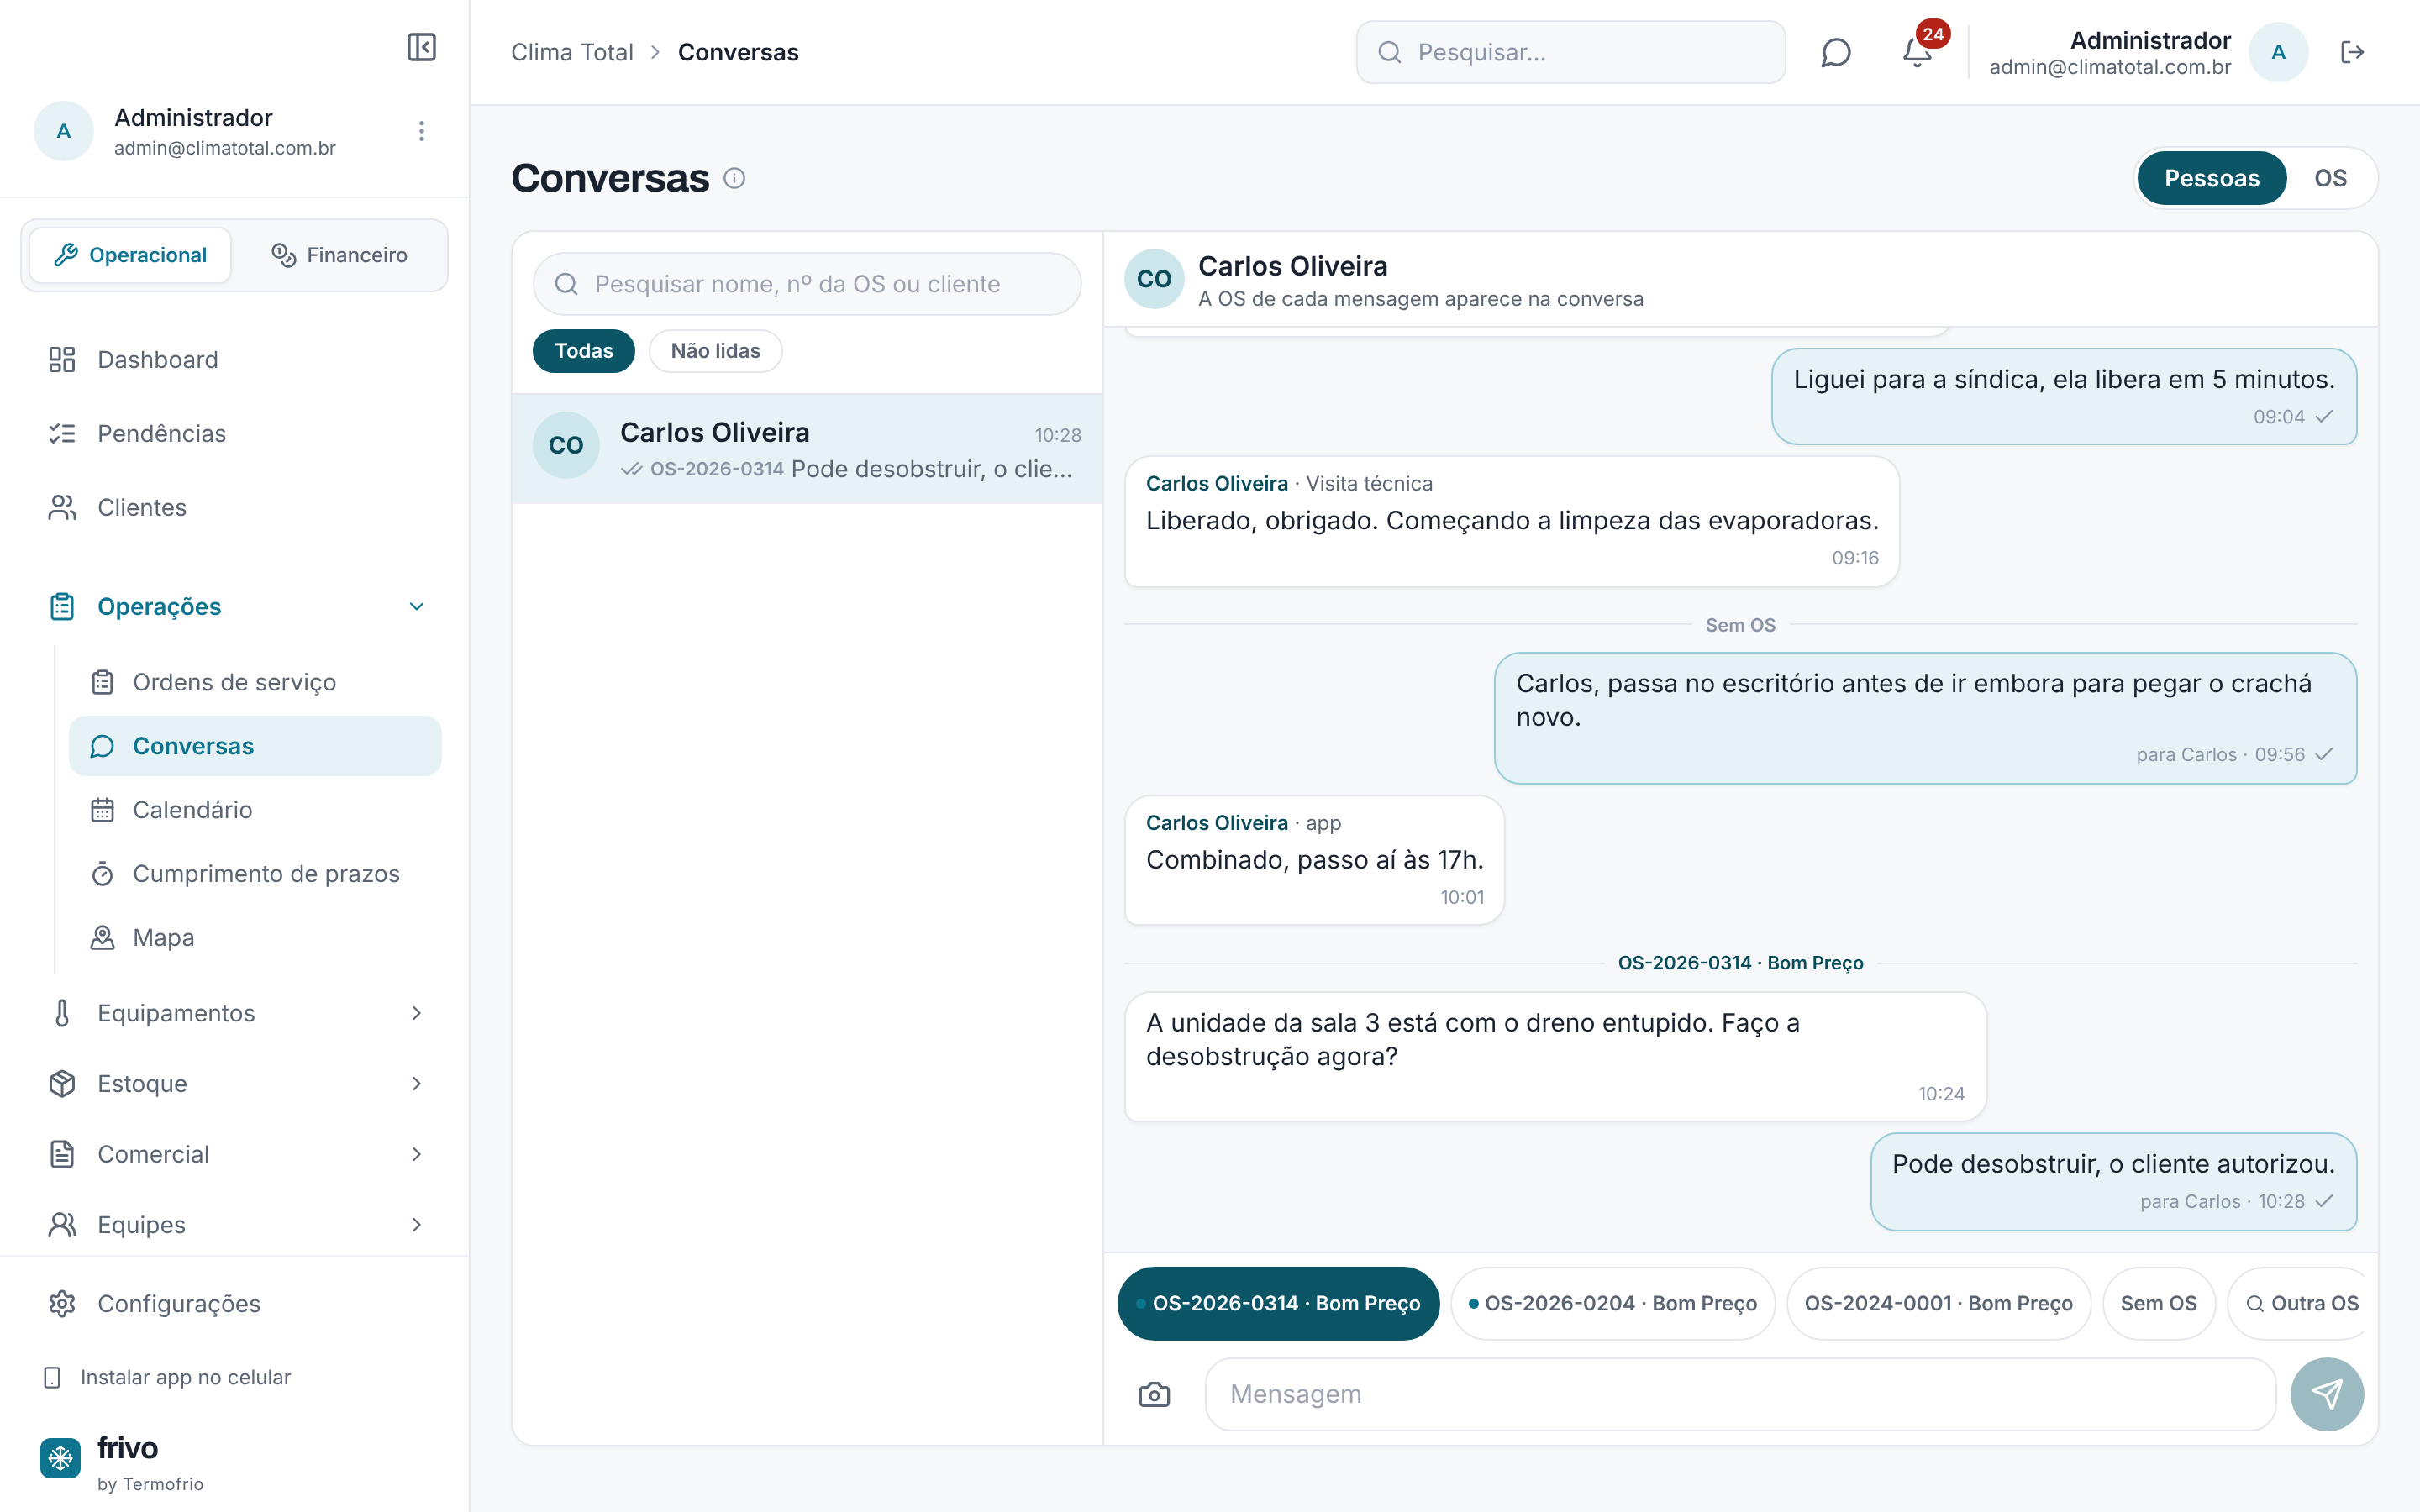 A
Administrador
admin@climatotal.com.br
Operacional
Financeiro
Dashboard
Pendências
Clientes
Operações
Ordens de serviço
Conversas
Calendário
Cumprimento de prazos
Mapa
Equipamentos
Estoque
Comercial
Equipes
Configurações
Instalar app no celular
frivo
by Termofrio
Clima Total > Conversas
Pesquisar...
24
Administrador
admin@climatotal.com.br
A
Conversas
Pessoas
OS
Pesquisar nome, nº da OS ou cliente
Todas
Não lidas
CO
Carlos Oliveira
10:28
OS-2026-0314 Pode desobstruir, o clie...
CO
Carlos Oliveira
A OS de cada mensagem aparece na conversa
Liguei para a síndica, ela libera em 5 minutos.
09:04
Carlos Oliveira · Visita técnica
Liberado, obrigado. Começando a limpeza das evaporadoras.
09:16
Sem OS
Carlos, passa no escritório antes de ir embora para pegar o crachá
novo.
para Carlos · 09:56
Carlos Oliveira · app
Combinado, passo aí às 17h.
10:01
OS-2026-0314 · Bom Preço
A unidade da sala 3 está com o dreno entupido. Faço a
desobstrução agora?
10:24
Pode desobstruir, o cliente autorizou.
para Carlos · 10:28
OS-2026-0314 · Bom Preço
OS-2026-0204 · Bom Preço
OS-2024-0001 · Bom Preço
Sem OS
Outra OS
Mensagem